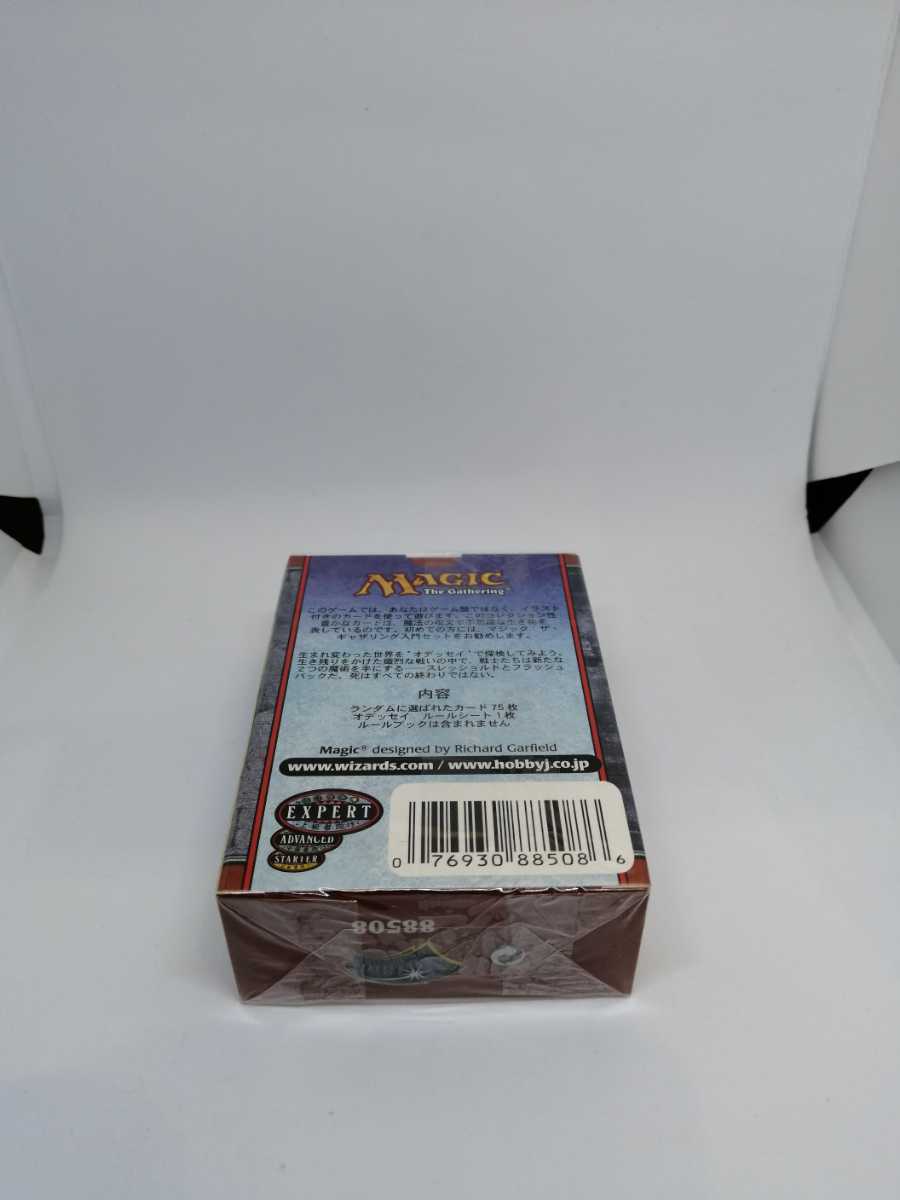 MAGIC
The Gathering®
このゲームでは、あなたはゲーム盤ではなく、イラスト
付きのカードを使って遊びます。このコレクション性
豊かなカードは、魔法の呪文や不思議な生き物を
表しているのです。初めての方には、マジック ザ・
ギャザリング入門セットをお勧めします。
生まれ変わった世界を"オデッセイ"で探検してみよう。
生き残りをかけた熾烈な戦いの中で、戦士たちは新たな
2つの魔術を手にする——スレッショルドとフラッシュ
バックだ。死はすべての終わりではない。
内容
ランダムに選ばれたカード 75 枚
オデッセイ ルールシート 1 枚
ルールブックは含まれません
Magic® designed by Richard Garfield
www.wizards.com / www.hobbyj.co.jp
EXPERT
ADVANCED
STARTER
0 76930 88508 6
88508